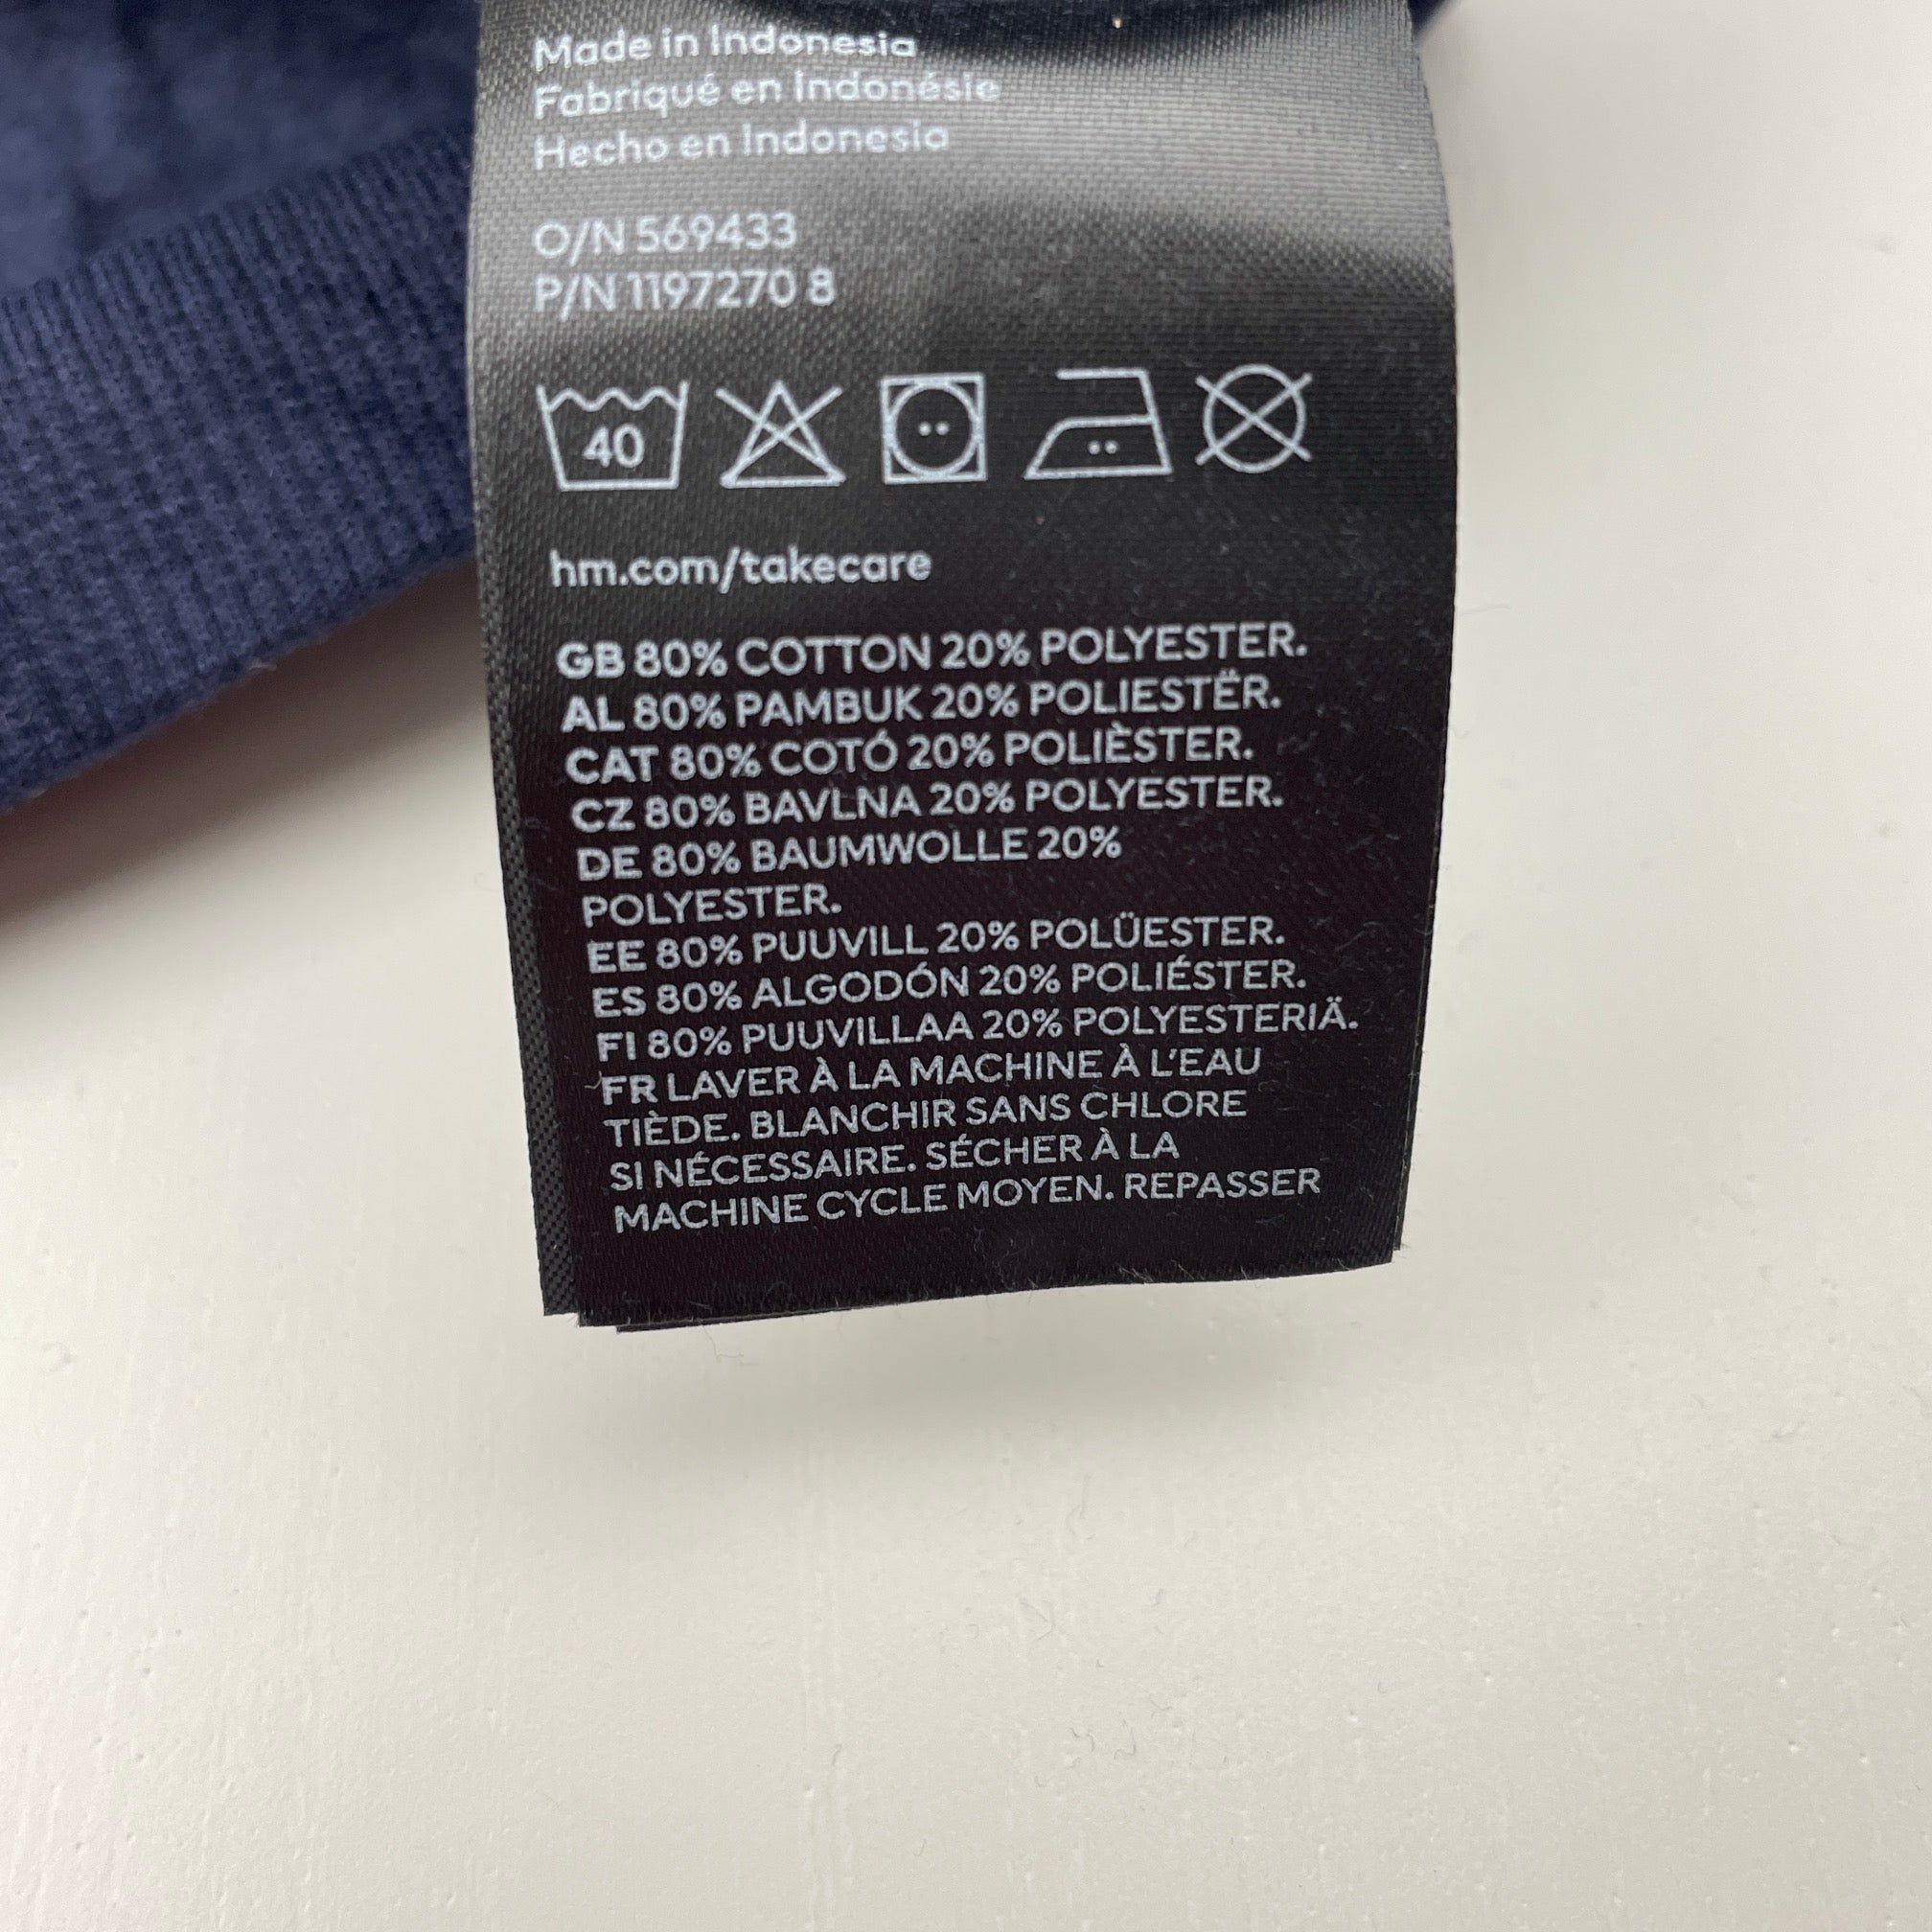 Made in Indonesia
Fabriqué en Indonésie
Hecho en Indonesia
O/N 569433
P/N 1197270 8
40
hm.com/takecare
GB 80% COTTON 20% POLYESTER.
AL 80% PAMBUK 20% POLIESTËR.
CAT 80% COTÓ 20% POLIÈSTER.
CZ 80% BAVLNA 20% POLYESTER.
DE 80% BAUMWOLLE 20%
POLYESTER.
EE 80% PUUVILL 20% POLÜESTER.
ES 80% ALGODÓN 20% POLIÉSTER.
FI 80% PUUVILLAA 20% POLYESTERIÄ.
FR LAVER À LA MACHINE À L'EAU
TIÈDE. BLANCHIR SANS CHLORE
SI NÉCESSAIRE. SÉCHER À LA
MACHINE CYCLE MOYEN. REPASSER